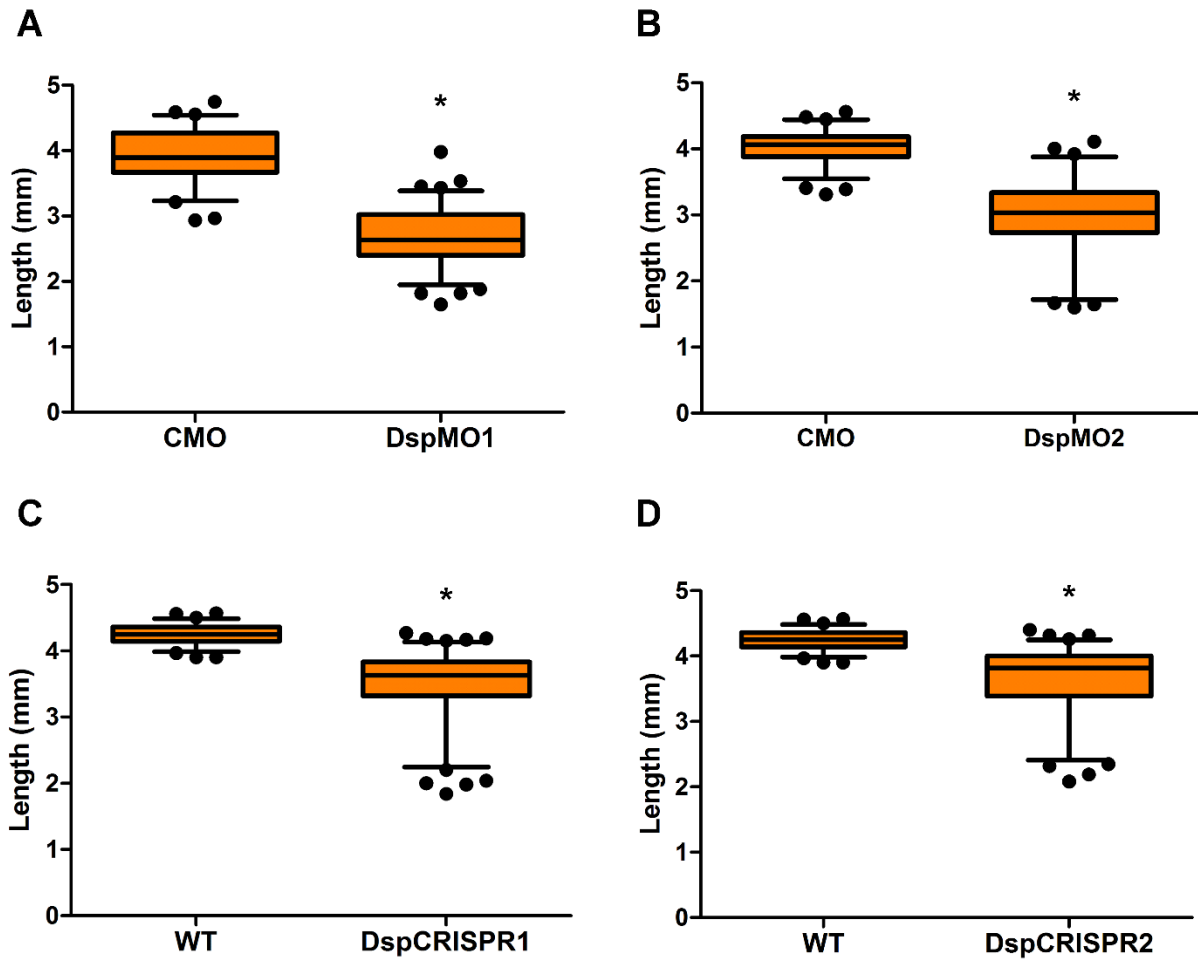 A
B
Length (mm)
5
4
3
2
1
0
*
CMO
DspMO1
Length (mm)
5
4
3
2
1
0
*
CMO
DspMO2
C
D
Length (mm)
5
4
3
2
1
0
*
WT
DspCRISPR1
Length (mm)
5
4
3
2
1
0
*
WT
DspCRISPR2